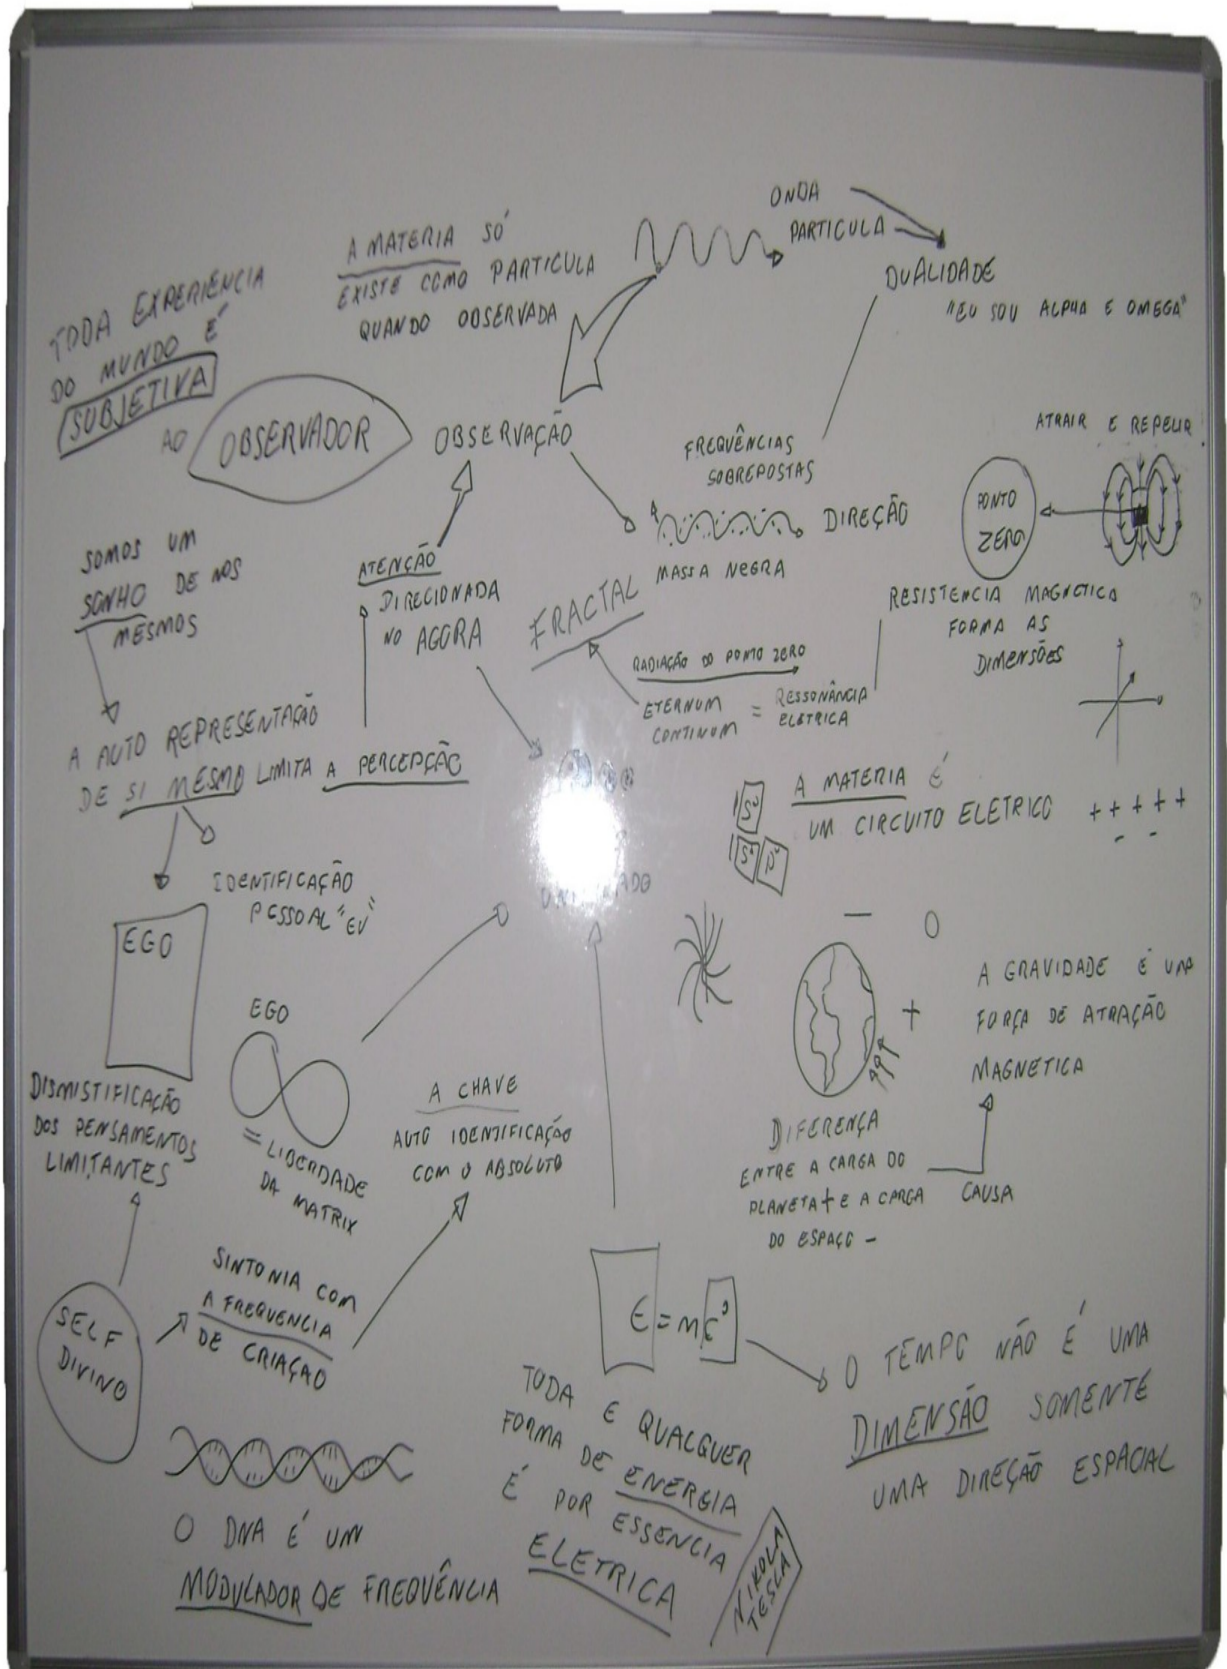 ONDA
PARTICULA
DUALIDADE
"EU SOU ALPHA E OMEGA"
A MATERIA SÓ
EXISTE COMO PARTICULA
QUANDO OBSERVADA
TODA EXPERIÊNCIA
DO MUNDO É
SUBJETIVA
AO OBSERVADOR
OBSERVAÇÃO
FREQUÊNCIAS
SOBREPOSTAS
DIREÇÃO
MASSA NEGRA
ATRAIR E REPELIR
PONTO
ZERO
RESISTENCIA MAGNETICA
FORMA AS
DIMENSÕES
SOMOS UM
SONHO DE NOS
MESMOS
ATENÇÃO
DIRECIONADA
NO AGORA
FRACTAL
RADIAÇÃO DO PONTO ZERO
ETERNUM
CONTINUM
= RESSONÂNCIA
ELETRICA
A AUTO REPRESENTAÇÃO
DE SI MESMO LIMITA A PERCEPÇÃO
A MATERIA É
UM CIRCUITO ELETRICO
+ + + + +
- -
IDENTIFICAÇÃO
PESSOAL "EU"
EGO
EGO
= LIBERDADE
DA MATRIX
DISMISTIFICAÇÃO
DOS PENSAMENTOS
LIMITANTES
A CHAVE
AUTO IDENTIFICAÇÃO
COM O ABSOLUTO
-
+
A GRAVIDADE É UMA
FORÇA DE ATRAÇÃO
MAGNETICA
DIFERENÇA
ENTRE A CARGA DO
PLANETA + E A CARGA
DO ESPAÇO -
CAUSA
SELF
DIVINO
SINTONIA COM
A FREQUENCIA
DE CRIAÇÃO
O DNA É UM
MODULADOR DE FREQUÊNCIA
TODA E QUALQUER
FORMA DE ENERGIA
É POR ESSENCIA
ELETRICA
NIKOLA
TESLA
O TEMPO NÃO É UMA
DIMENSÃO SOMENTE
UMA DIREÇÃO ESPACIAL